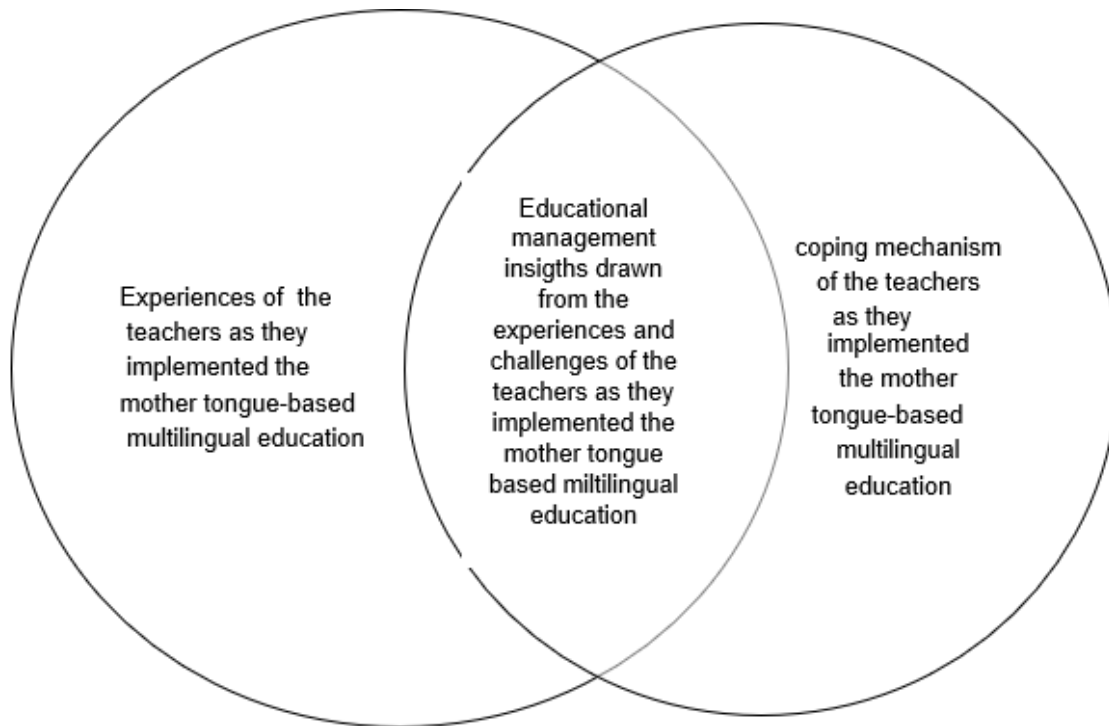 Experiences of the
teachers as they
implemented the
mother tongue-based
multilingual education
Educational
management
insigths drawn
from the
experiences and
challenges of the
teachers as they
implemented the
mother tongue
based miltilingual
education
coping mechanism
of the teachers
as they
implemented
the mother
tongue-based
multilingual
education